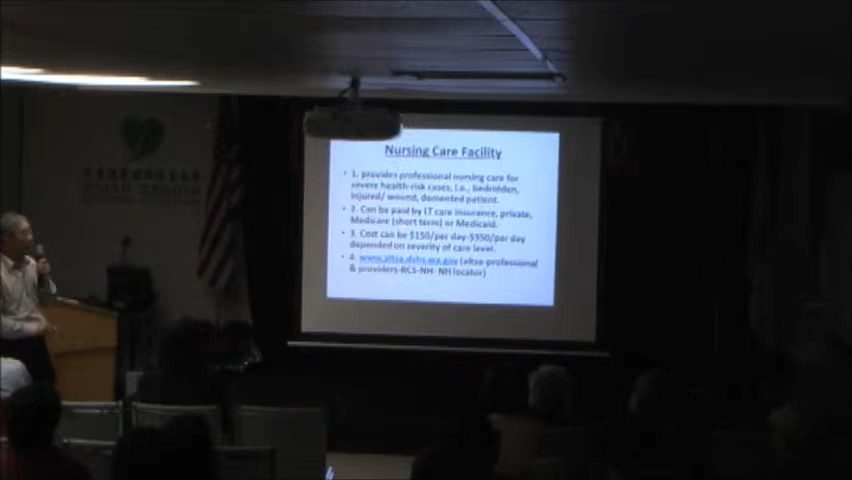 Nursing Care Facility
• 1. provides professional nursing care for
severe health risk cases, i.e., bedridden,
injured/ wound, demented patient.
• 2. Can be paid by LT care insurance, private,
Medicare (short term) or Medicaid.
• 3. Cost can be $150/per day-$550/per day
depended on severity of care level.
• 4. www.altsa.dshs.wa.gov (altsa-professional
& providers-RCS-NH- NH locator)